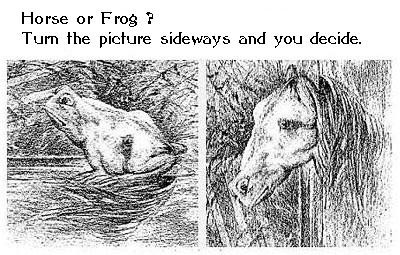 Horse or Frog ?
Turn the picture sideways and you decide.